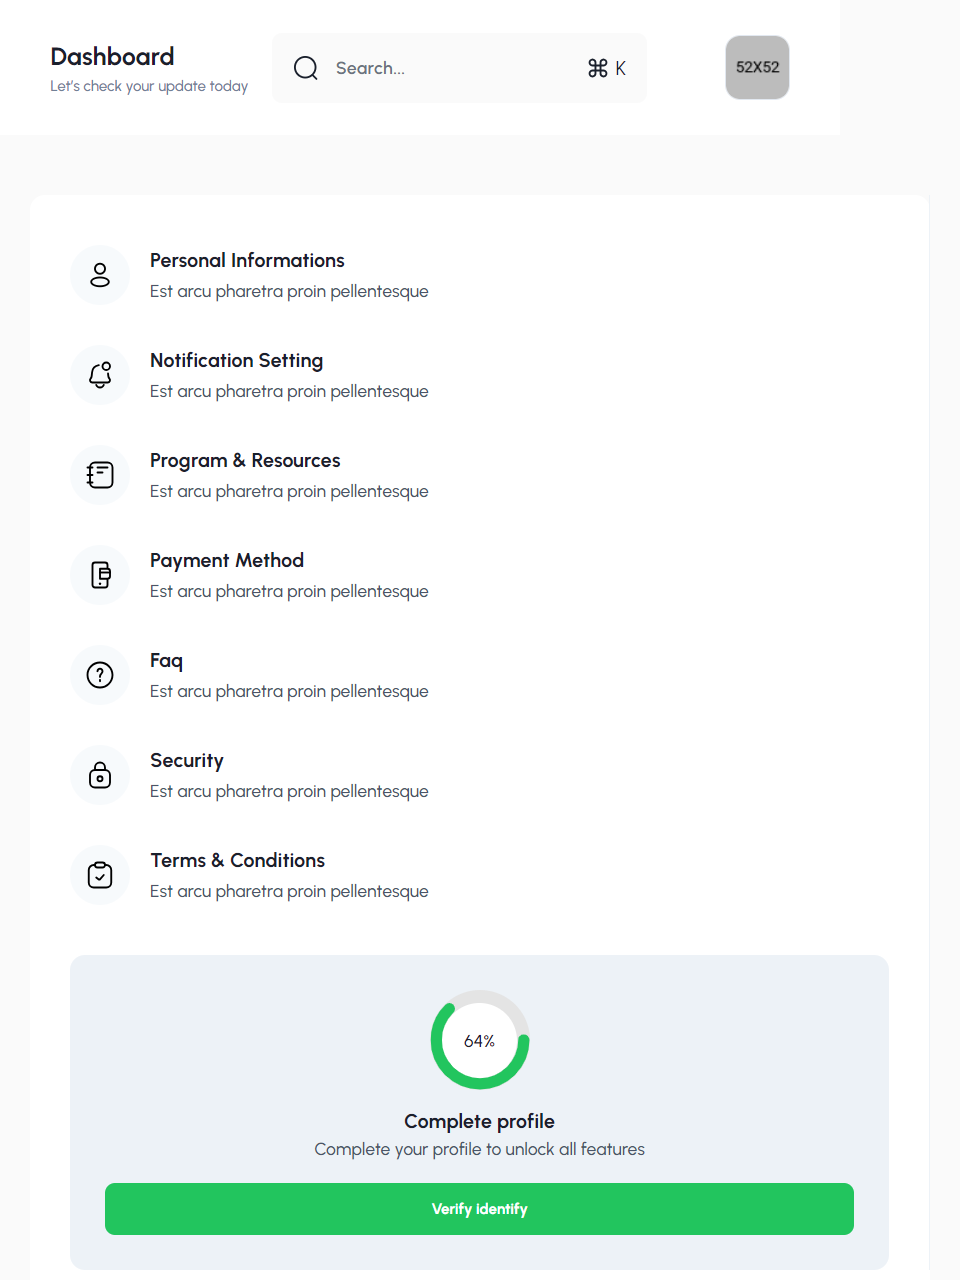 Dashboard
Let's check your update today
Search...
⌘ K
52X52
Personal Informations
Est arcu pharetra proin pellentesque
Notification Setting
Est arcu pharetra proin pellentesque
Program & Resources
Est arcu pharetra proin pellentesque
Payment Method
Est arcu pharetra proin pellentesque
Faq
Est arcu pharetra proin pellentesque
Security
Est arcu pharetra proin pellentesque
Terms & Conditions
Est arcu pharetra proin pellentesque
64%
Complete profile
Complete your profile to unlock all features
Verify identify